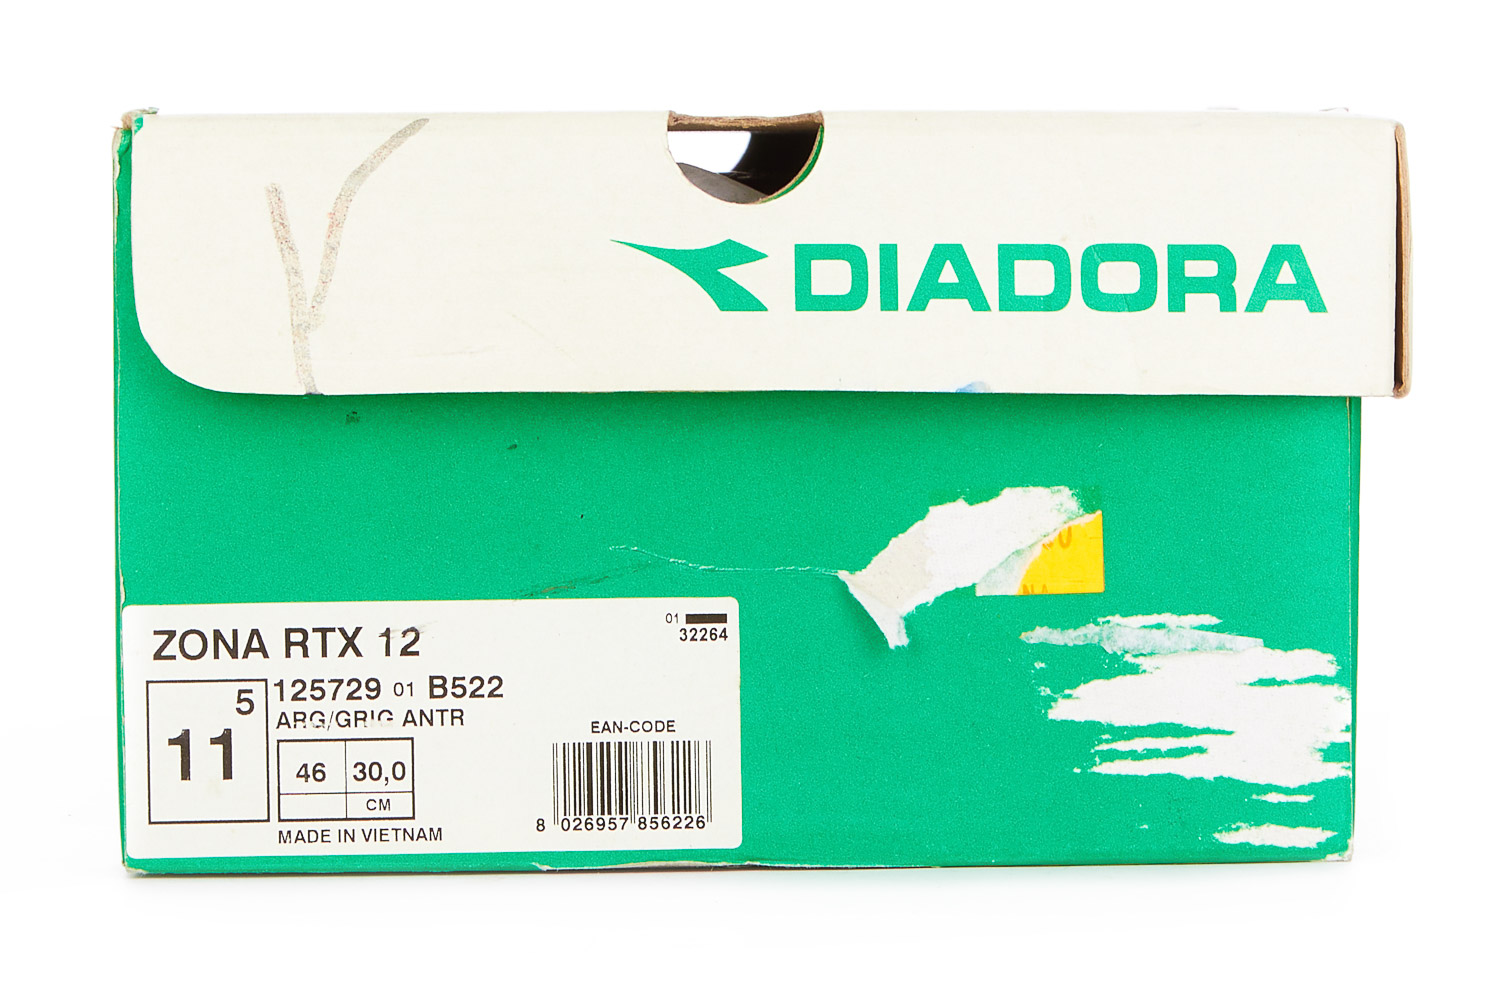 DIADORA
ZONA RTX 12
01
32264
5
11
125729 01 B522
ARG/GRIG ANTR
46 30,0
CM
MADE IN VIETNAM
EAN-CODE
8 026957 856226